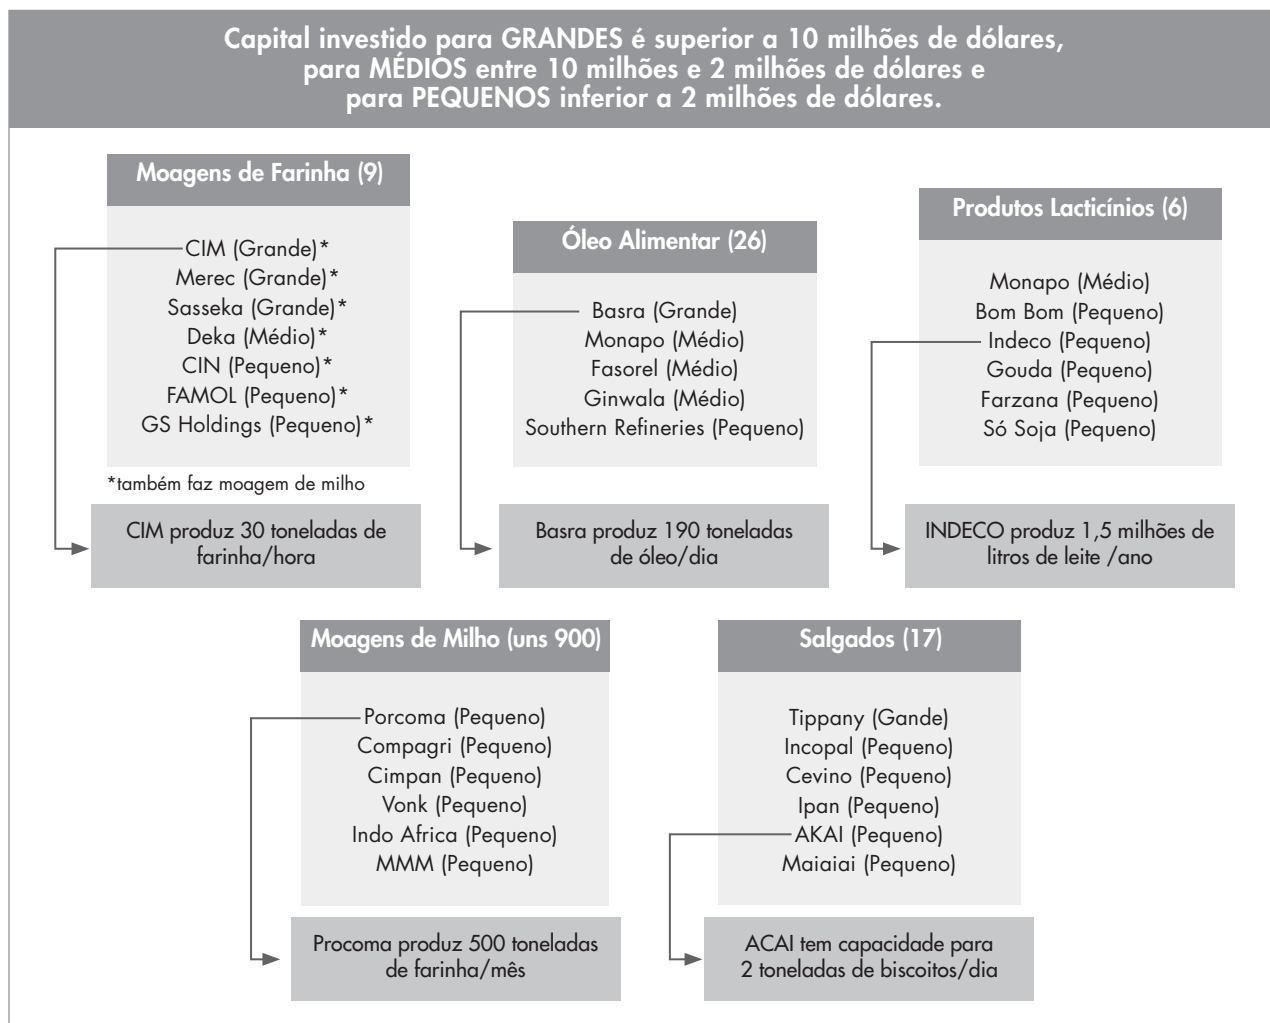 Capital investido para GRANDES é superior a 10 milhões de dólares,
para MÉDIOS entre 10 milhões e 2 milhões de dólares e
para PEQUENOS inferior a 2 milhões de dólares.
Moagens de Farinha (9)
CIM (Grande)*
Merec (Grande)*
Sasseka (Grande)*
Deka (Médio)*
CIN (Pequeno)*
FAMOL (Pequeno)*
GS Holdings (Pequeno)*
*também faz moagem de milho
CIM produz 30 toneladas de
farinha/hora
Óleo Alimentar (26)
Basra (Grande)
Monapo (Médio)
Fasorel (Médio)
Ginwala (Médio)
Southern Refineries (Pequeno)
Basra produz 190 toneladas
de óleo/dia
Produtos Lacticínios (6)
Monapo (Médio)
Bom Bom (Pequeno)
Indeco (Pequeno)
Gouda (Pequeno)
Farzana (Pequeno)
Só Soja (Pequeno)
INDECO produz 1,5 milhões de
litros de leite /ano
Moagens de Milho (uns 900)
Porcoma (Pequeno)
Compagri (Pequeno)
Cimpan (Pequeno)
Vonk (Pequeno)
Indo Africa (Pequeno)
MMM (Pequeno)
Procoma produz 500 toneladas
de farinha/mês
Salgados (17)
Tippany (Gande)
Incopal (Pequeno)
Cevino (Pequeno)
Ipan (Pequeno)
AKAI (Pequeno)
Maiaiai (Pequeno)
ACAI tem capacidade para
2 toneladas de biscoitos/dia